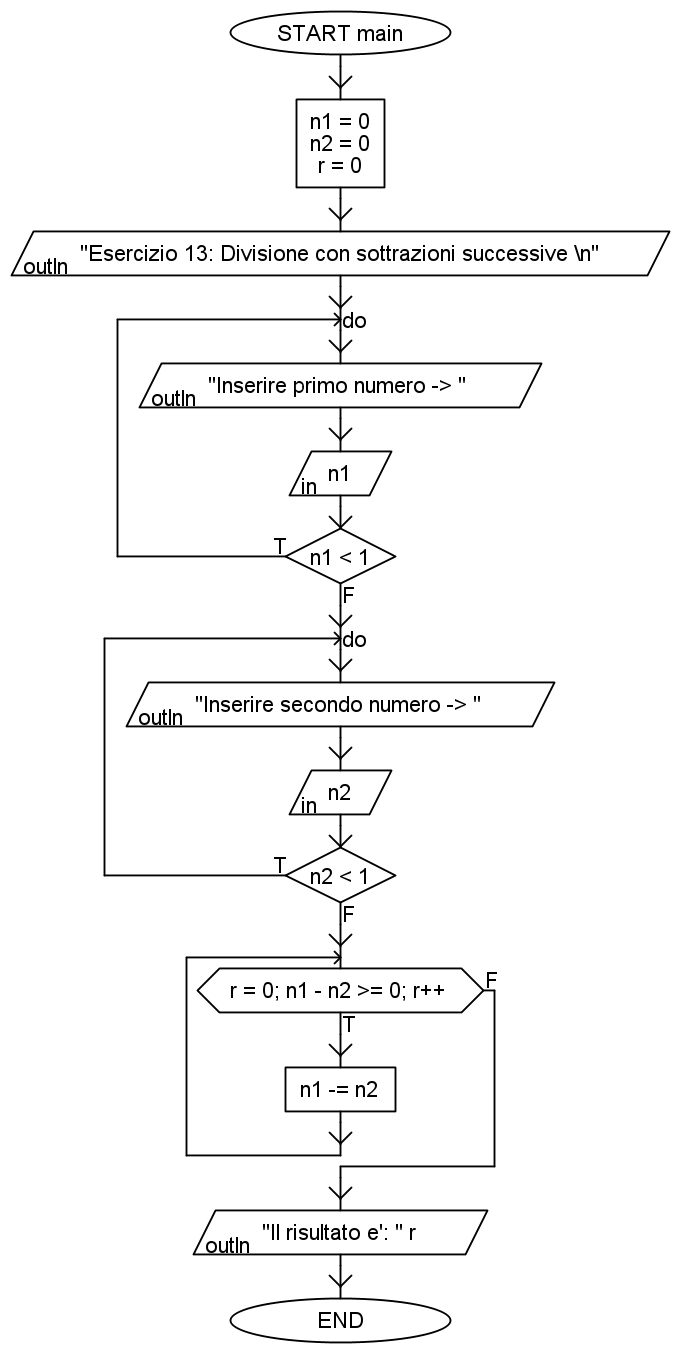 START main
n1 = 0
n2 = 0
r = 0
"Esercizio 13: Divisione con sottrazioni successive \n"
outln
do
"Inserire primo numero -> "
outln
n1
in
T
n1 < 1
F
do
"Inserire secondo numero -> "
outln
n2
in
T
n2 < 1
F
r = 0; n1 - n2 >= 0; r++
F
T
n1 -= n2
"Il risultato e': " r
outln
END